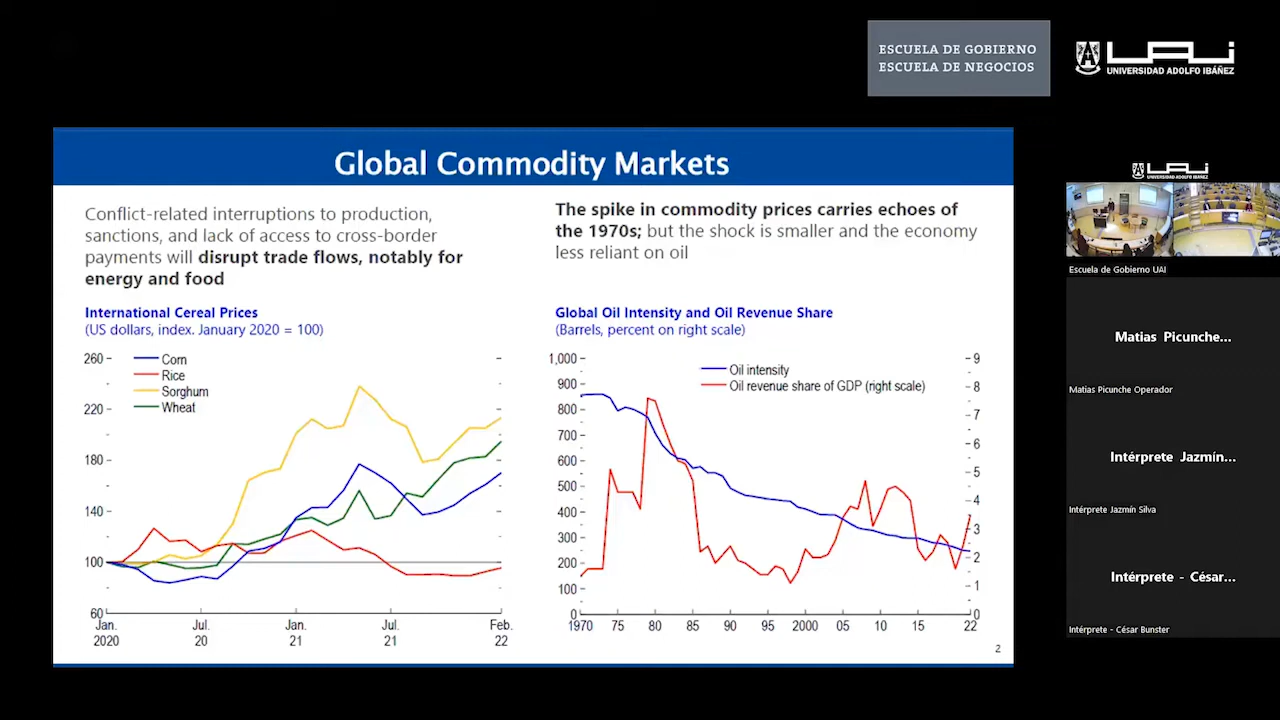 ESCUELA DE GOBIERNO
ESCUELA DE NEGOCIOS
UAI
UNIVERSIDAD ADOLFO IBÁÑEZ
Global Commodity Markets
Conflict-related interruptions to production,
sanctions, and lack of access to cross-border
payments will disrupt trade flows, notably for
energy and food
The spike in commodity prices carries echoes of
the 1970s; but the shock is smaller and the economy
less reliant on oil
International Cereal Prices
(US dollars, index. January 2020 = 100)
260
220
180
140
100
60
Corn
Rice
Sorghum
Wheat
Jan.
2020
Jul.
20
Jan.
21
Jul.
21
Feb.
22
Global Oil Intensity and Oil Revenue Share
(Barrels, percent on right scale)
1,000
900
800
700
600
500
400
300
200
100
0
Oil intensity
Oil revenue share of GDP (right scale)
9
8
7
6
5
4
3
2
1
0
1970 75 80 85 90 95 2000 05 10 15 22
2
UAI
UNIVERSIDAD ADOLFO IBÁÑEZ
Escuela de Gobierno UAI
Matias Picunche...
Matias Picunche Operador
Intérprete Jazmín...
Intérprete Jazmín Silva
Intérprete - César...
Intérprete - César Bunster